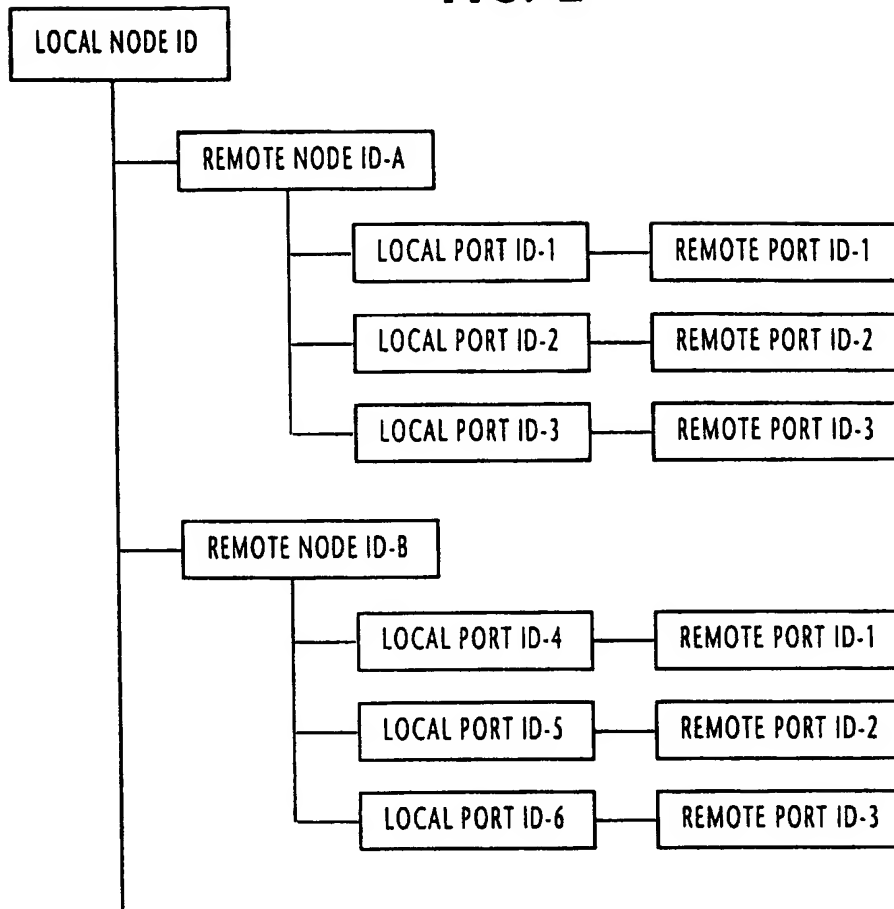 LOCAL NODE ID
REMOTE NODE ID-A
LOCAL PORT ID-1 REMOTE PORT ID-1
LOCAL PORT ID-2 REMOTE PORT ID-2
LOCAL PORT ID-3 REMOTE PORT ID-3
REMOTE NODE ID-B
LOCAL PORT ID-4 REMOTE PORT ID-1
LOCAL PORT ID-5 REMOTE PORT ID-2
LOCAL PORT ID-6 REMOTE PORT ID-3